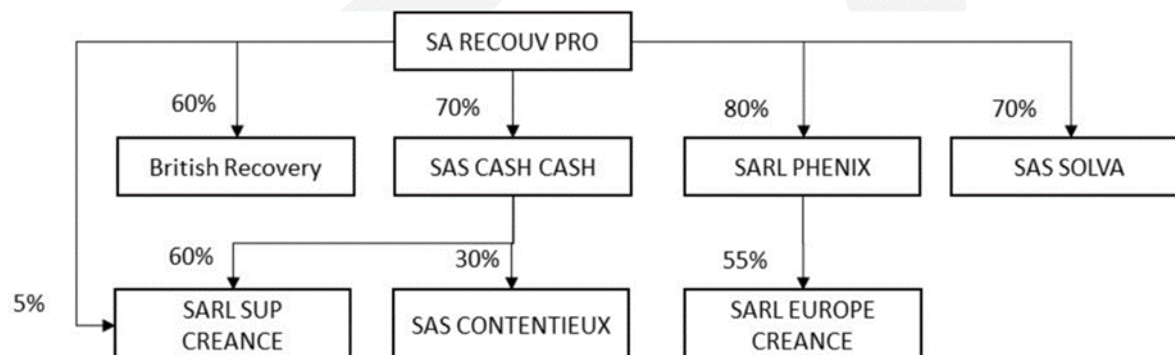 SA RECOUV PRO
60%
70%
80%
70%
British Recovery
SAS CASH CASH
SARL PHENIX
SAS SOLVA
60%
30%
55%
5%
SARL SUP
CREANCE
SAS CONTENTIEUX
SARL EUROPE
CREANCE